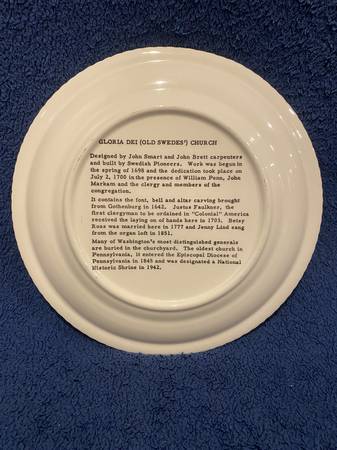 GLORIA DEI (OLD SWEDES') CHURCH
Designed by John Smart and John Brett carpenters
and built by Swedish Pioneers. Work was begun in
the spring of 1698 and the dedication took place on
July 2, 1700 in the presence of William Penn, John
Markam and the clergy and members of the
congregation.
It contains the font, bell and altar carving brought
from Gothenburg in 1642. Justus Faulkner, the
first clergyman to be ordained in "Colonial" America
received the laying on of hands here in 1703. Betsy
Ross was married here in 1777 and Jenny Lind sang
from the organ loft in 1851.
Many of Washington's most distinguished generals
are buried in the churchyard. The oldest church in
Pennsylvania, it entered the Episcopal Diocese of
Pennsylvania in 1845 and was designated a National
Historic Shrine in 1942.